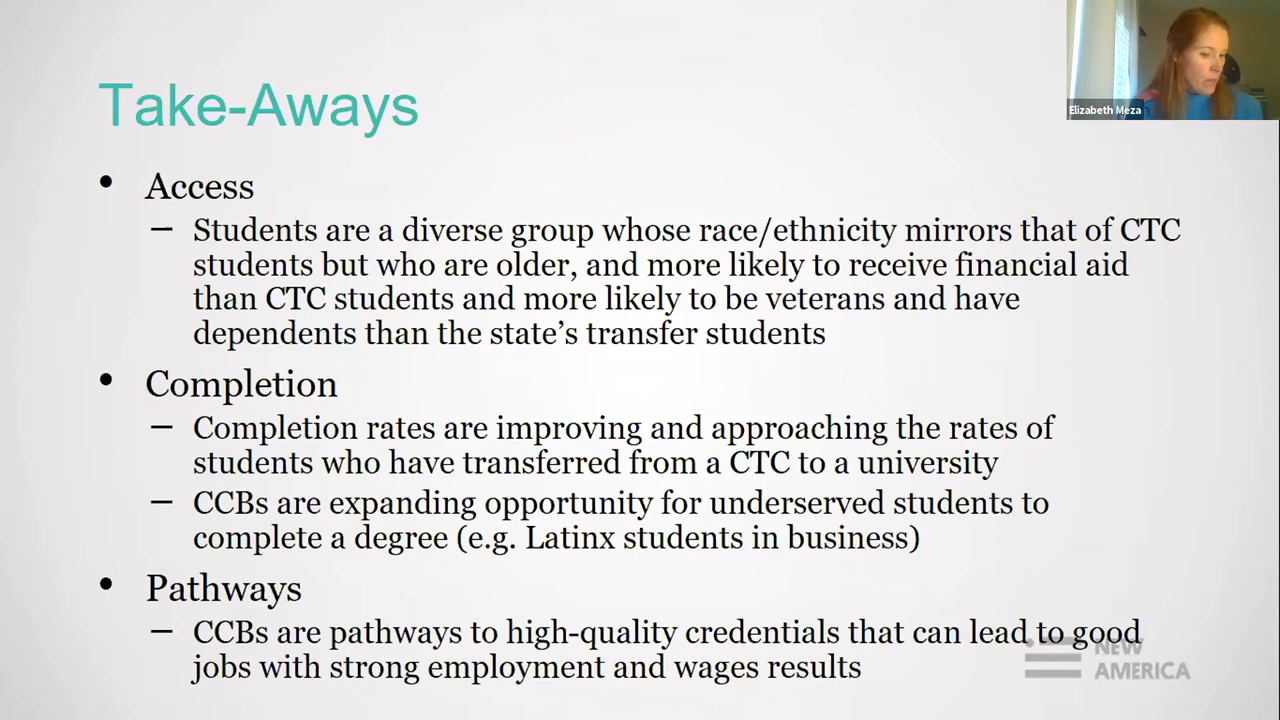 Take-Aways
Elizabeth Meza
• Access
– Students are a diverse group whose race/ethnicity mirrors that of CTC
students but who are older, and more likely to receive financial aid
than CTC students and more likely to be veterans and have
dependents than the state’s transfer students
• Completion
– Completion rates are improving and approaching the rates of
students who have transferred from a CTC to a university
– CCBs are expanding opportunity for underserved students to
complete a degree (e.g. Latinx students in business)
• Pathways
– CCBs are pathways to high-quality credentials that can lead to good
jobs with strong employment and wages results
NEW
AMERICA